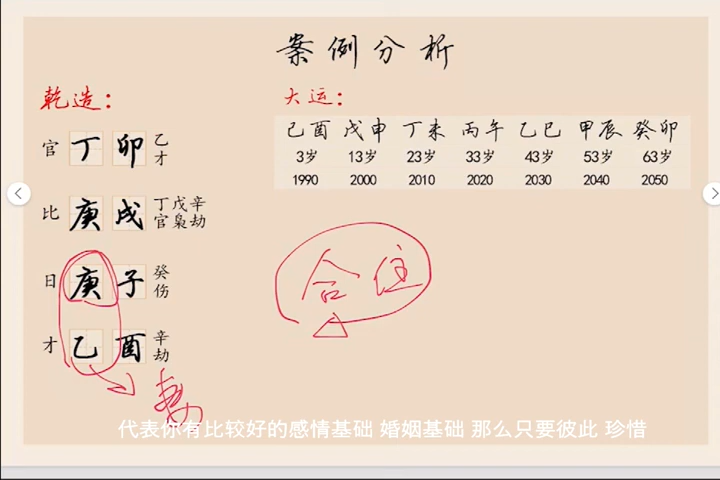 案例分析
乾造：
大运：
己酉 戊申 丁未 丙午 乙巳 甲辰 癸卯
3岁 13岁 23岁 33岁 43岁 53岁 63岁
1990 2000 2010 2020 2030 2040 2050
官 丁 卯 乙
才
比 庚 戌 丁戊辛
官枭劫
日 庚 子 癸
伤
才 乙 酉 辛
劫
合住
妻
代表你有比较好的感情基础 婚姻基础 那么只要彼此 珍惜